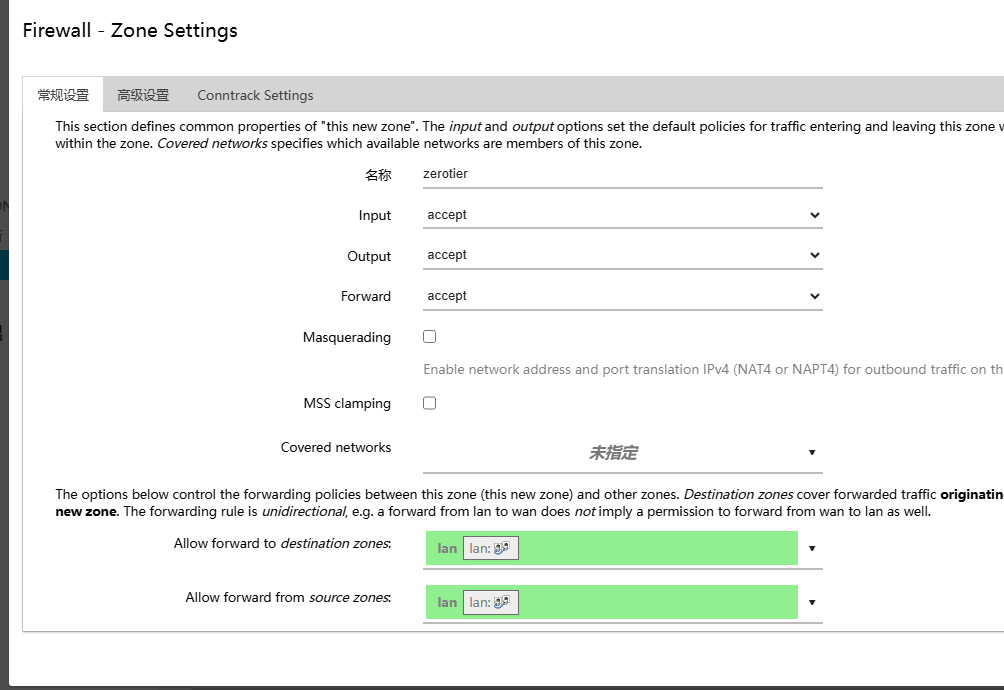 Firewall - Zone Settings
常规设置 高级设置 Conntrack Settings
This section defines common properties of "this new zone". The input and output options set the default policies for traffic entering and leaving this zone
within the zone. Covered networks specifies which available networks are members of this zone.
名称 zerotier
Input accept
Output accept
Forward accept
Masquerading
Enable network address and port translation IPv4 (NAT4 or NAPT4) for outbound traffic on
MSS clamping
Covered networks 未指定
The options below control the forwarding policies between this zone (this new zone) and other zones. Destination zones cover forwarded traffic
new zone. The forwarding rule is unidirectional, e.g. a forward from lan to wan does not imply a permission to forward from wan to lan as well.
Allow forward to destination zones: lan lan:
Allow forward from source zones: lan lan: